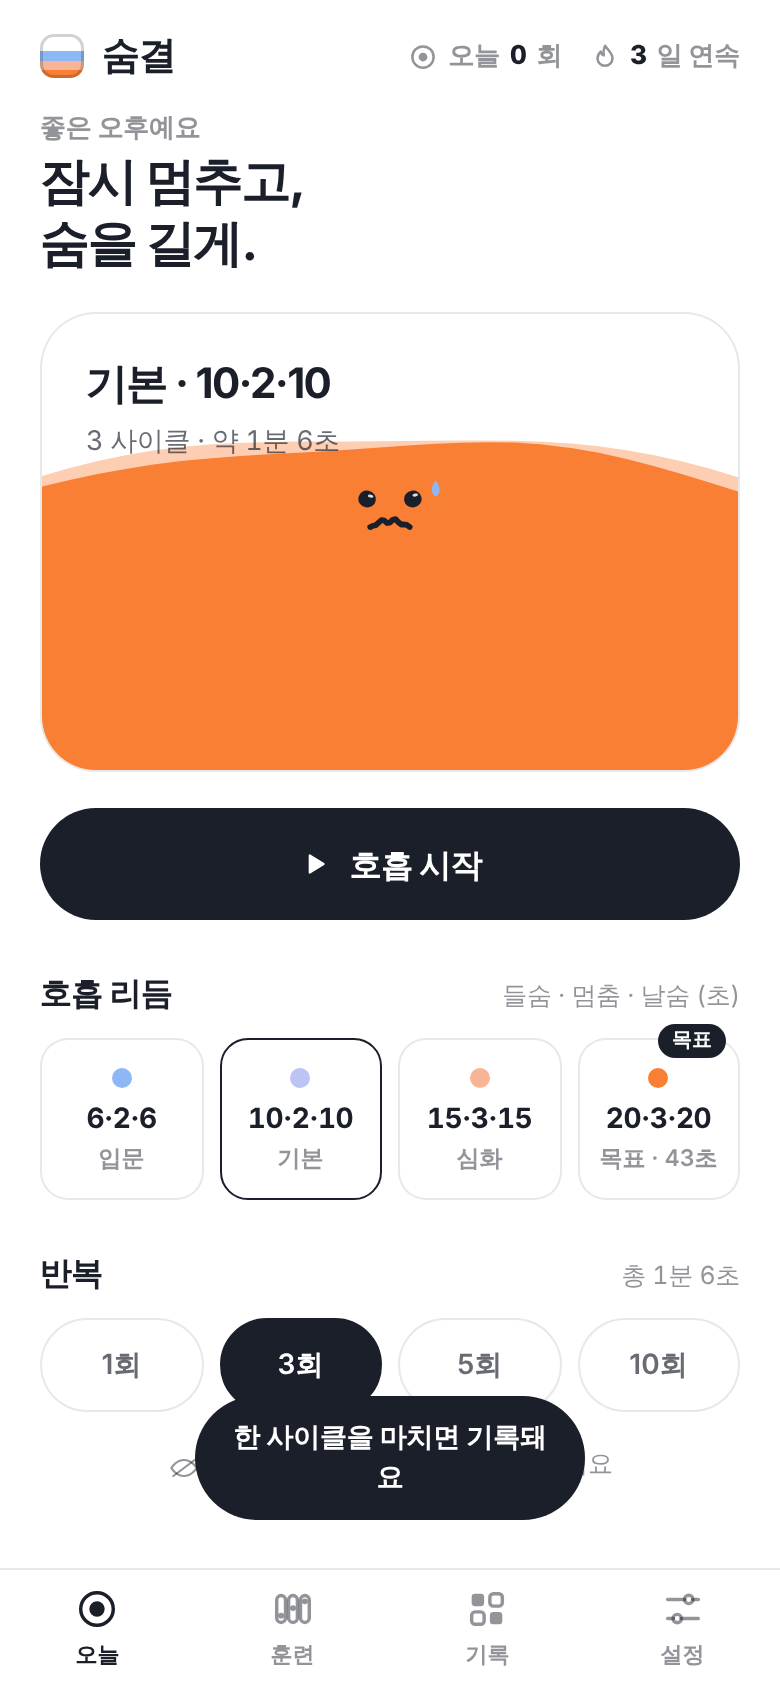 숨결
오늘 0 회
3 일 연속
좋은 오후예요
잠시 멈추고,
숨을 길게.
기본 · 10·2·10
3 사이클 · 약 1분 6초
호흡 시작
호흡 리듬
들숨 · 멈춤 · 날숨 (초)
목표
6·2·6
입문
10·2·10
기본
15·3·15
심화
20·3·20
목표 · 43초
반복
총 1분 6초
1회
3회
5회
10회
한 사이클을 마치면 기록돼
요
요
오늘
훈련
기록
설정